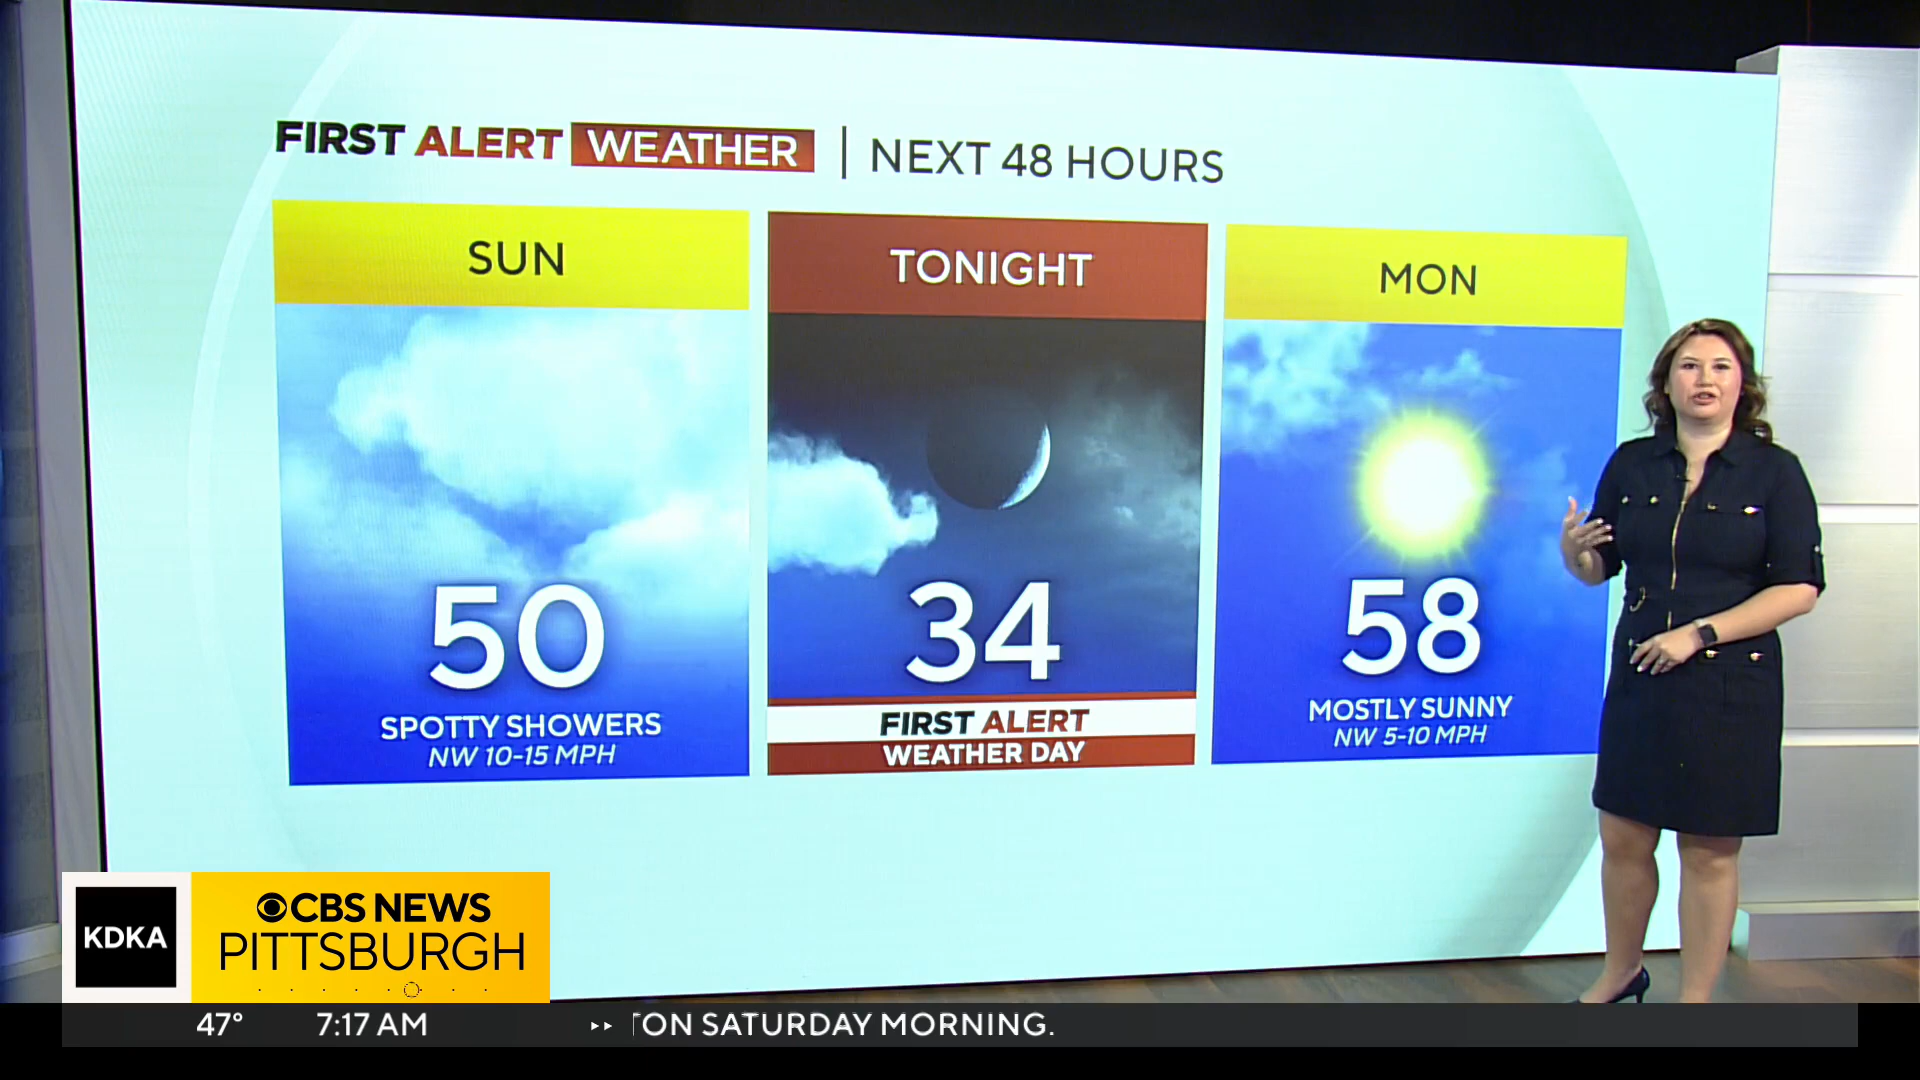 FIRST ALERT WEATHER | NEXT 48 HOURS
SUN
50
SPOTTY SHOWERS
NW 10-15 MPH
TONIGHT
34
FIRST ALERT
WEATHER DAY
MON
58
MOSTLY SUNNY
NW 5-10 MPH
KDKA
CBS NEWS
PITTSBURGH
47° 7:17 AM ON SATURDAY MORNING.